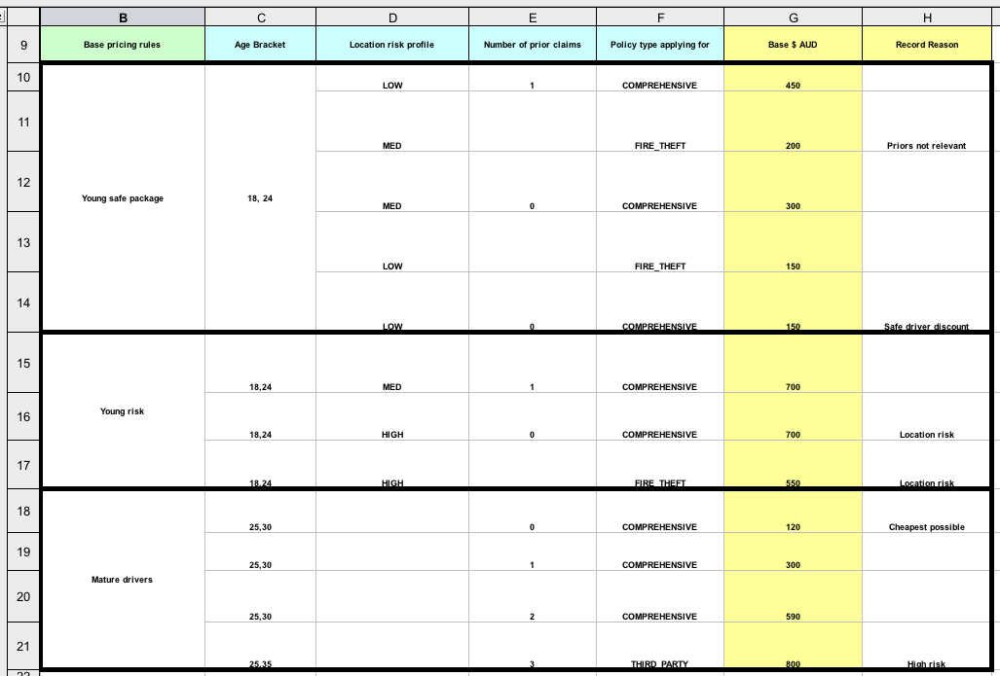 B C D E F G H
9 Base pricing rules Age Bracket Location risk profile Number of prior claims Policy type applying for Base $ AUD Record Reason
10 LOW 1 COMPREHENSIVE 450
11 MED FIRE_THEFT 200 Priors not relevant
12 Young safe package 18, 24 MED 0 COMPREHENSIVE 300
13 LOW FIRE_THEFT 150
14 LOW 0 COMPREHENSIVE 150 Safe driver discount
15 18,24 MED 1 COMPREHENSIVE 700
Young risk
16 18,24 HIGH 0 COMPREHENSIVE 700 Location risk
17 18,24 HIGH FIRE_THEFT 550 Location risk
18 25,30 0 COMPREHENSIVE 120 Cheapest possible
19 25,30 1 COMPREHENSIVE 300
Mature drivers
20 25,30 2 COMPREHENSIVE 590
21 25,35 3 THIRD_PARTY 800 High risk
22